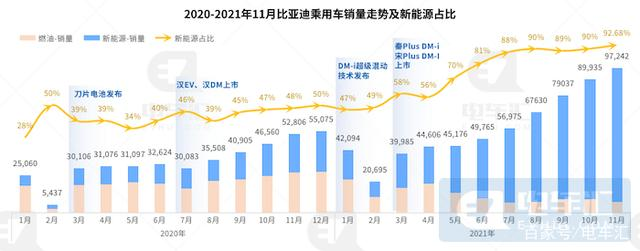 2020-2021年11月比亚迪乘用车销量走势及新能源占比
燃油-销量 新能源-销量 新能源占比
刀片电池发布
汉EV、汉DM上市
DM-i超级混动
技术发布
秦Plus DM-i
宋Plus DM-I
上市
28% 50% 39% 39% 34% 40% 46% 39% 45% 47% 48% 50% 47% 49% 58% 56% 70% 81% 88% 90% 89% 90% 92.68%
25,060 5,437 30,106 31,076 31,097 32,624 30,083 35,508 40,905 46,560 52,806 55,075 42,094 20,695 39,985 44,606 45,176 49,765 56,975 67630 79037 89,935 97,242
1月 2月 3月 4月 5月 6月 7月 8月 9月 10月 11月 12月 1月 2月 3月 4月 5月 6月 7月 8月 9月 10月 11月
2020年 2021年
电车汇
百家号/电车汇